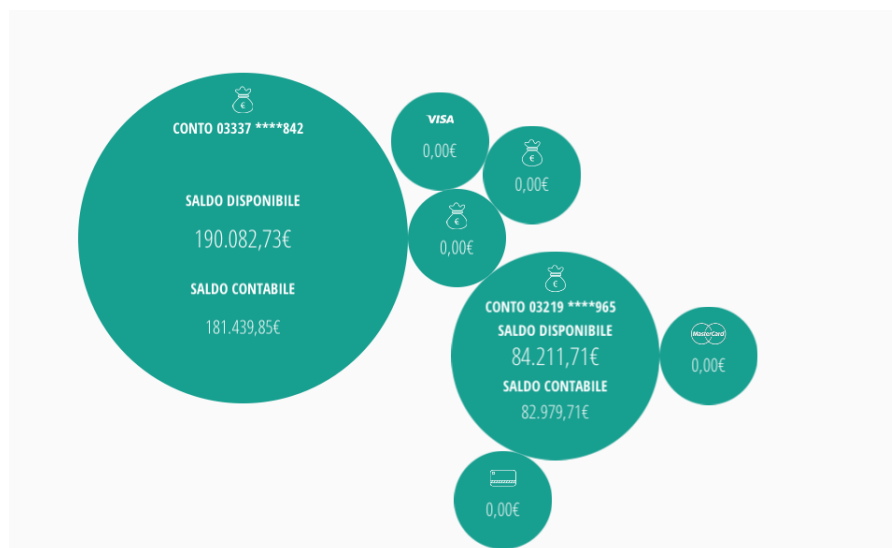 CONTO 03337 ****842
SALDO DISPONIBILE
190.082,73€
SALDO CONTABILE
181.439,85€
VISA
0,00€
€
0,00€
€
0,00€
€
CONTO 03219 ****965
SALDO DISPONIBILE
84.211,71€
SALDO CONTABILE
82.979,71€
MasterCard
0,00€
0,00€